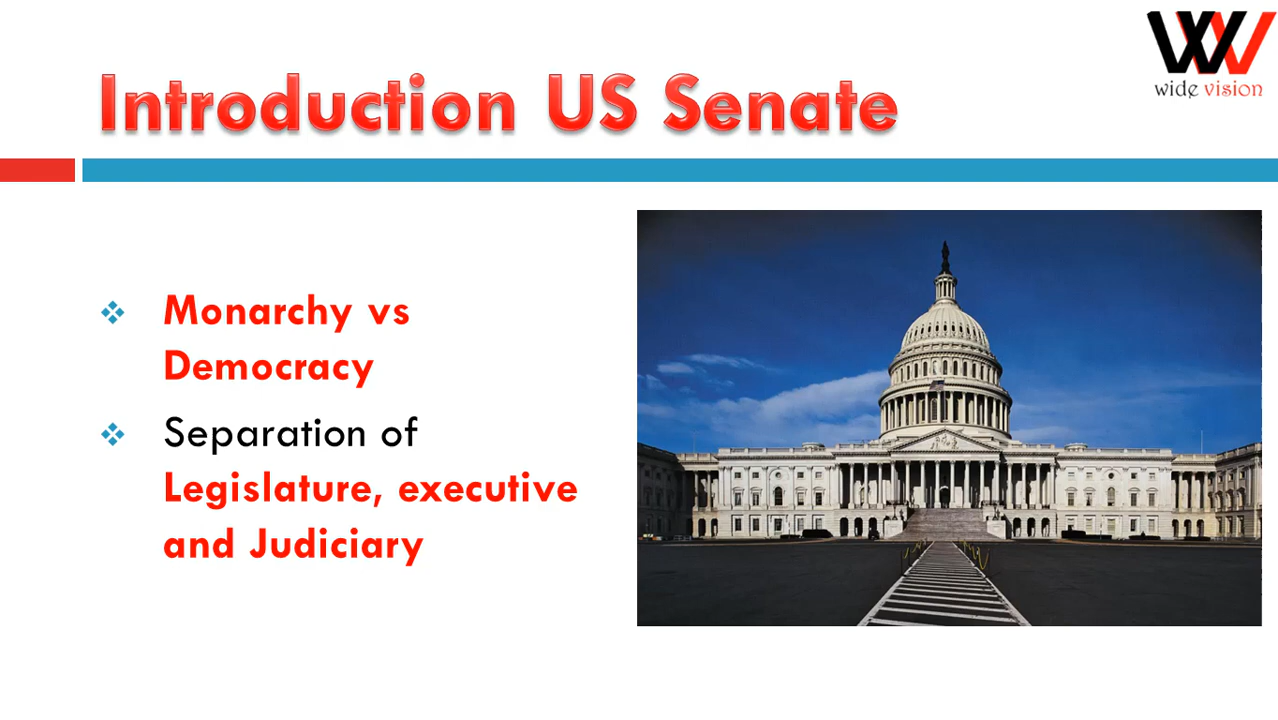 Introduction US Senate
W
wide vision
Monarchy vs
Democracy
Separation of
Legislature, executive
and Judiciary